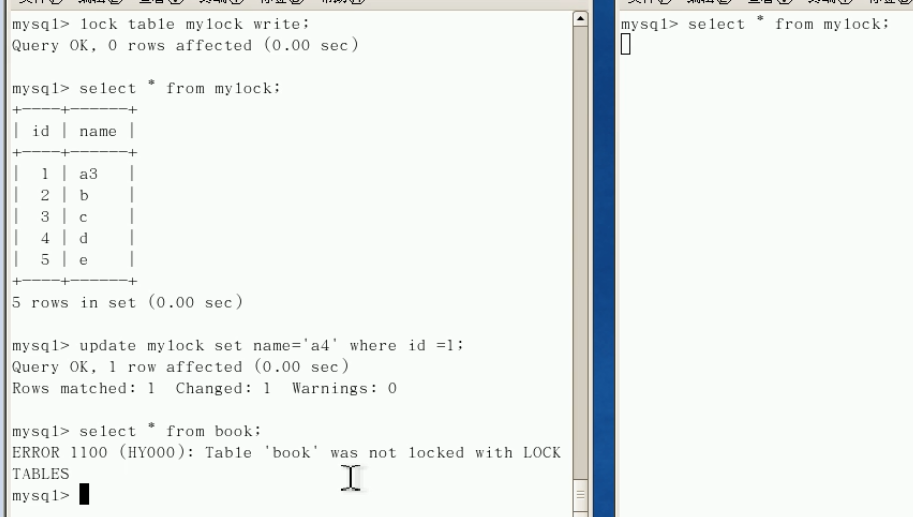 mysql> lock table mylock write;
Query OK, 0 rows affected (0.00 sec)
mysql> select * from mylock;
+----+------+
| id | name |
+----+------+
| 1 | a3 |
| 2 | b |
| 3 | c |
| 4 | d |
| 5 | e |
+----+------+
5 rows in set (0.00 sec)
mysql> update mylock set name='a4' where id =1;
Query OK, 1 row affected (0.00 sec)
Rows matched: 1 Changed: 1 Warnings: 0
mysql> select * from book;
ERROR 1100 (HY000): Table 'book' was not locked with LOCK
TABLES
mysql>
mysql> select * from mylock;